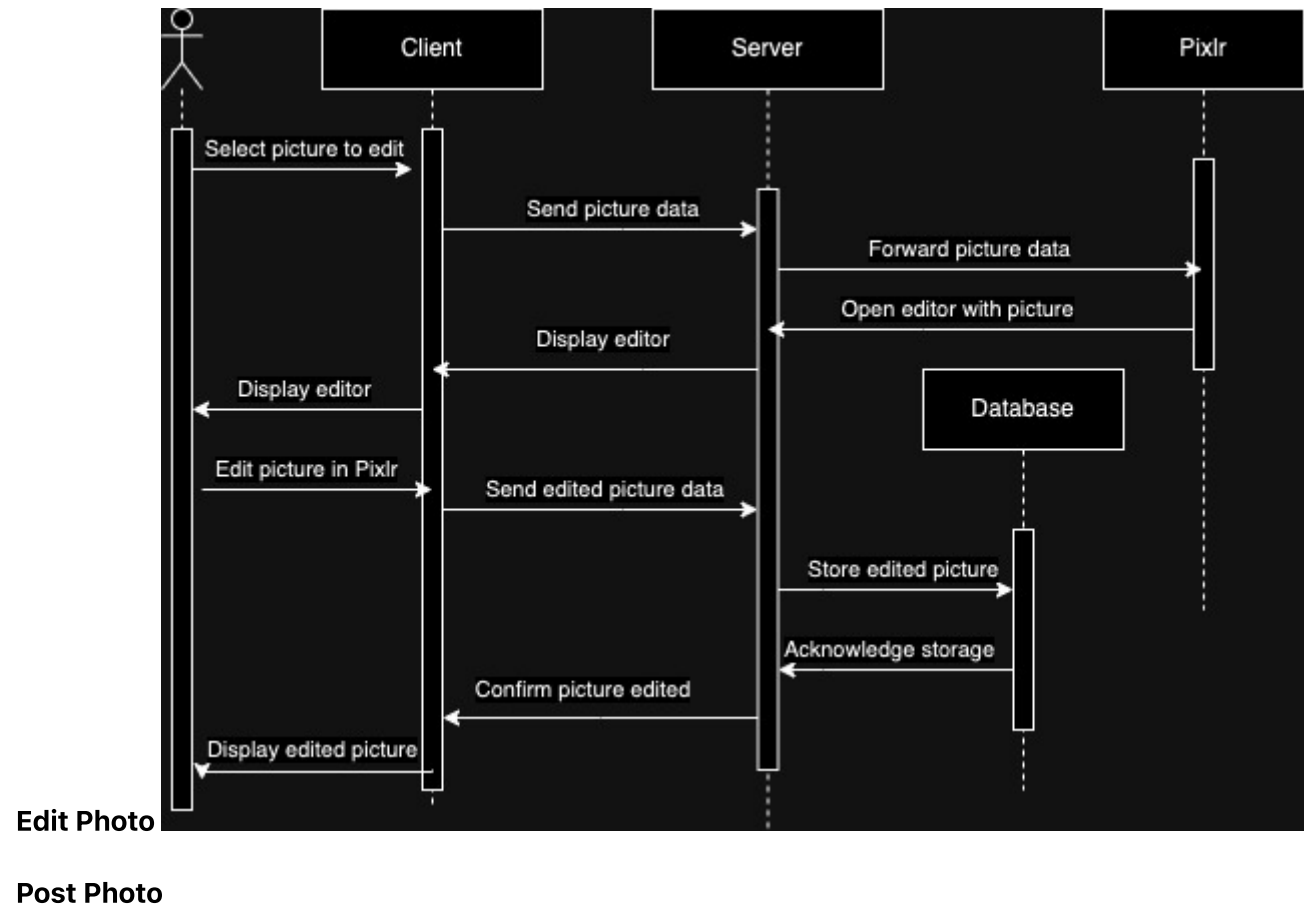 Client
Server
Pixlr
Select picture to edit
Send picture data
Forward picture data
Open editor with picture
Display editor
Display editor
Database
Edit picture in Pixlr
Send edited picture data
Store edited picture
Acknowledge storage
Confirm picture edited
Display edited picture
Edit Photo
Post Photo